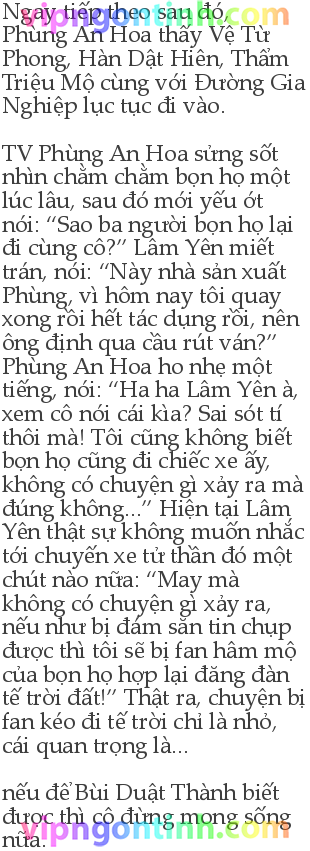 Ngay tiếp theo sau đó,
vipngontinh.com
Phùng An Hoa thấy Vệ Từ
Phong, Hàn Dật Hiên, Thẩm
Triệu Mộ cùng với Đường Gia
Nghiệp lục tục đi vào.
TV Phùng An Hoa sửng sốt
nhìn chằm chằm bọn họ một
lúc lâu, sau đó mới yếu ớt
nói: “Sao ba người bọn họ lại
đi cùng cô?” Lâm Yên miết
trán, nói: “Này nhà sản xuất
Phùng, vì hôm nay tôi quay
xong rồi hết tác dụng rồi, nên
ông định qua cầu rút ván?”
Phùng An Hoa ho nhẹ một
tiếng, nói: “Ha ha Lâm Yên à,
xem cô nói cái kìa? Sai sót tí
thôi mà! Tôi cũng không biết
bọn họ cũng đi chiếc xe ấy,
không có chuyện gì xảy ra mà
đúng không...” Hiện tại Lâm
Yên thật sự không muốn nhắc
tới chuyến xe tử thần đó một
chút nào nữa: “May mà
không có chuyện gì xảy ra,
nếu như bị đám săn tin chụp
được thì tôi sẽ bị fan hâm mộ
của bọn họ hợp lại đăng đàn
tế trời đất!” Thật ra, chuyện bị
fan kéo đi tế trời chỉ là nhỏ,
cái quan trọng là...
nếu để Bùi Duật Thành biết
được thì cô đừng mong sống
vipngontinh.com
nữa.